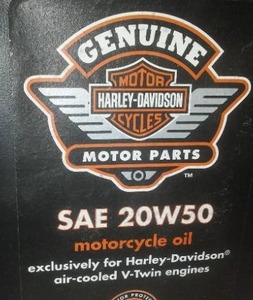 GENUINE
MOTOR
HARLEY-DAVIDSON
CYCLES
MOTOR PARTS
TM
SAE 20W50
motorcycle oil
exclusively for Harley-Davidson®
air-cooled V-Twin engines